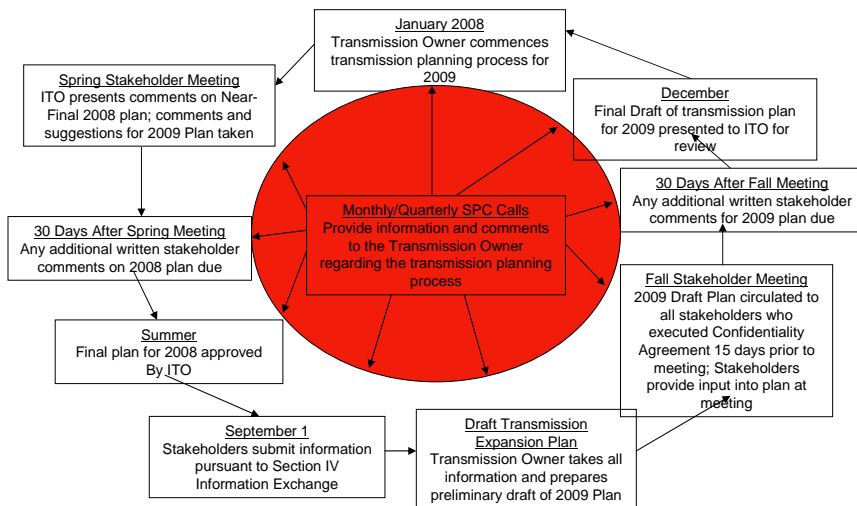 January 2008
Transmission Owner commences
transmission planning process for
2009
Spring Stakeholder Meeting
ITO presents comments on Near-
Final 2008 plan; comments and
suggestions for 2009 Plan taken
December
Final Draft of transmission plan
for 2009 presented to ITO for
review
30 Days After Spring Meeting
Any additional written stakeholder
comments on 2008 plan due
Monthly/Quarterly SPC Calls
Provide information and comments
to the Transmission Owner
regarding the transmission planning
process
30 Days After Fall Meeting
Any additional written stakeholder
comments for 2009 plan due
Summer
Final plan for 2008 approved
By ITO
Fall Stakeholder Meeting
2009 Draft Plan circulated to
all stakeholders who
executed Confidentiality
Agreement 15 days prior to
meeting; Stakeholders
provide input into plan at
meeting
September 1
Stakeholders submit information
pursuant to Section IV
Information Exchange
Draft Transmission
Expansion Plan
Transmission Owner takes all
information and prepares
preliminary draft of 2009 Plan